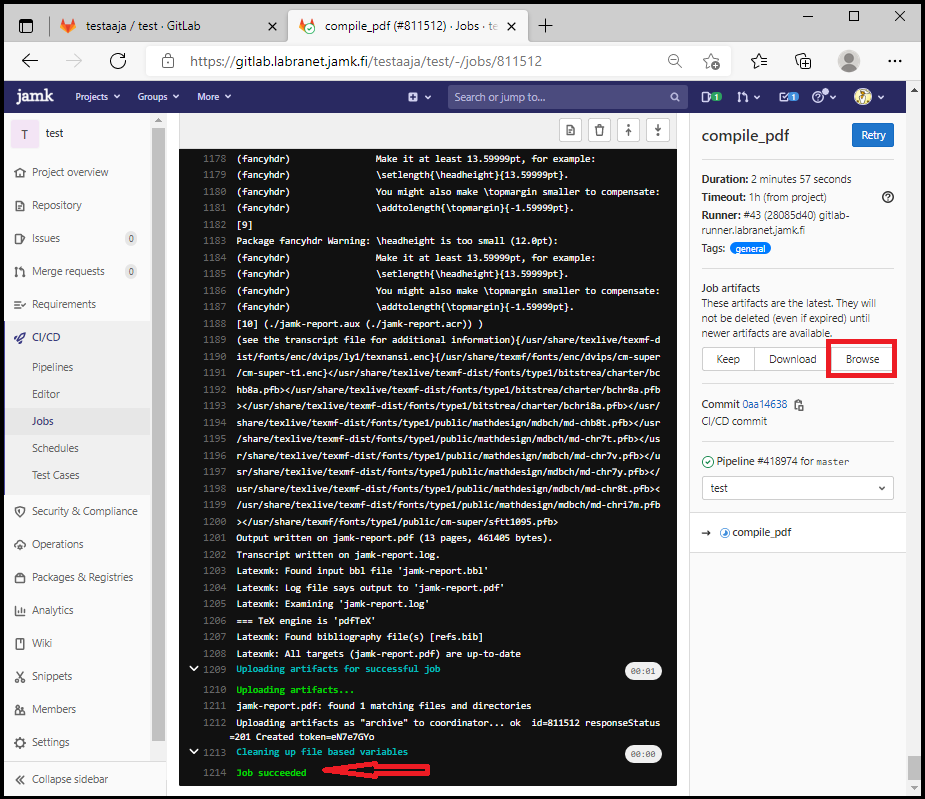 testaaja / test · GitLab
compile_pdf (#811512) · Jobs · te
https://gitlab.labranet.jamk.fi/testaaja/test/-/jobs/811512
jamk
Projects
Groups
More
Search or jump to...
1
1
T
test
Project overview
Repository
Issues 0
Merge requests 0
Requirements
CI/CD
Pipelines
Editor
Jobs
Schedules
Test Cases
Security & Compliance
Operations
Packages & Registries
Analytics
Wiki
Snippets
Members
Settings
Collapse sidebar
1178 (fancyhdr) Make it at least 13.59999pt, for example:
1179 (fancyhdr) \setlength{\headheight}{13.59999pt}.
1180 (fancyhdr) You might also make \topmargin smaller to compensate:
1181 (fancyhdr) \addtolength{\topmargin}{-1.59999pt}.
1182 [9]
1183 Package fancyhdr Warning: \headheight is too small (12.0pt):
1184 (fancyhdr) Make it at least 13.59999pt, for example:
1185 (fancyhdr) \setlength{\headheight}{13.59999pt}.
1186 (fancyhdr) You might also make \topmargin smaller to compensate:
1187 (fancyhdr) \addtolength{\topmargin}{-1.59999pt}.
1188 [10] (./jamk-report.aux (./jamk-report.acr)) )
1189 (see the transcript file for additional information){/usr/share/texlive/texmf-d
1190 ist/fonts/enc/dvips/ly1/texnansi.enc}{/usr/share/texmf/fonts/enc/dvips/cm-super
1191 /cm-super-t1.enc}</usr/share/texlive/texmf-dist/fonts/type1/bitstrea/charter/bc
1192 hb8a.pfb></usr/share/texlive/texmf-dist/fonts/type1/bitstrea/charter/bchr8a.pfb
1193 ></usr/share/texlive/texmf-dist/fonts/type1/bitstrea/charter/bchri8a.pfb></usr/
1194 share/texlive/texmf-dist/fonts/type1/public/mathdesign/mdbch/md-chb8t.pfb></usr
1195 /share/texlive/texmf-dist/fonts/type1/public/mathdesign/mdbch/md-chr7t.pfb></us
1196 r/share/texlive/texmf-dist/fonts/type1/public/mathdesign/mdbch/md-chr7v.pfb></u
1197 sr/share/texlive/texmf-dist/fonts/type1/public/mathdesign/mdbch/md-chr7y.pfb></
1198 usr/share/texlive/texmf-dist/fonts/type1/public/mathdesign/mdbch/md-chr8t.pfb><
1199 /usr/share/texlive/texmf-dist/fonts/type1/public/mathdesign/mdbch/md-chri7m.pfb
1200 ></usr/share/texmf/fonts/type1/public/cm-super/sftt1095.pfb>
1201 Output written on jamk-report.pdf (13 pages, 461405 bytes).
1202 Transcript written on jamk-report.log.
1203 Latexmk: Found input bbl file 'jamk-report.bbl'
1204 Latexmk: Log file says output to 'jamk-report.pdf'
1205 Latexmk: Examining 'jamk-report.log'
1206 === TeX engine is 'pdfTeX'
1207 Latexmk: Found bibliography file(s) [refs.bib]
1208 Latexmk: All targets (jamk-report.pdf) are up-to-date
1209 Uploading artifacts for successful job 00:01
1210 Uploading artifacts...
1211 jamk-report.pdf: found 1 matching files and directories
1212 Uploading artifacts as "archive" to coordinator... ok id=811512 responseStatus
=201 Created token=eN7e7GYo
1213 Cleaning up file based variables 00:00
1214 Job succeeded
compile_pdf
Retry
Duration: 2 minutes 57 seconds
Timeout: 1h (from project)
Runner: #43 (28085d40) gitlab-
runner.labranet.jamk.fi
Tags: general
Job artifacts
These artifacts are the latest. They will
not be deleted (even if expired) until
newer artifacts are available.
Keep
Download
Browse
Commit 0aa14638
CI/CD commit
Pipeline #418974 for master
test
compile_pdf